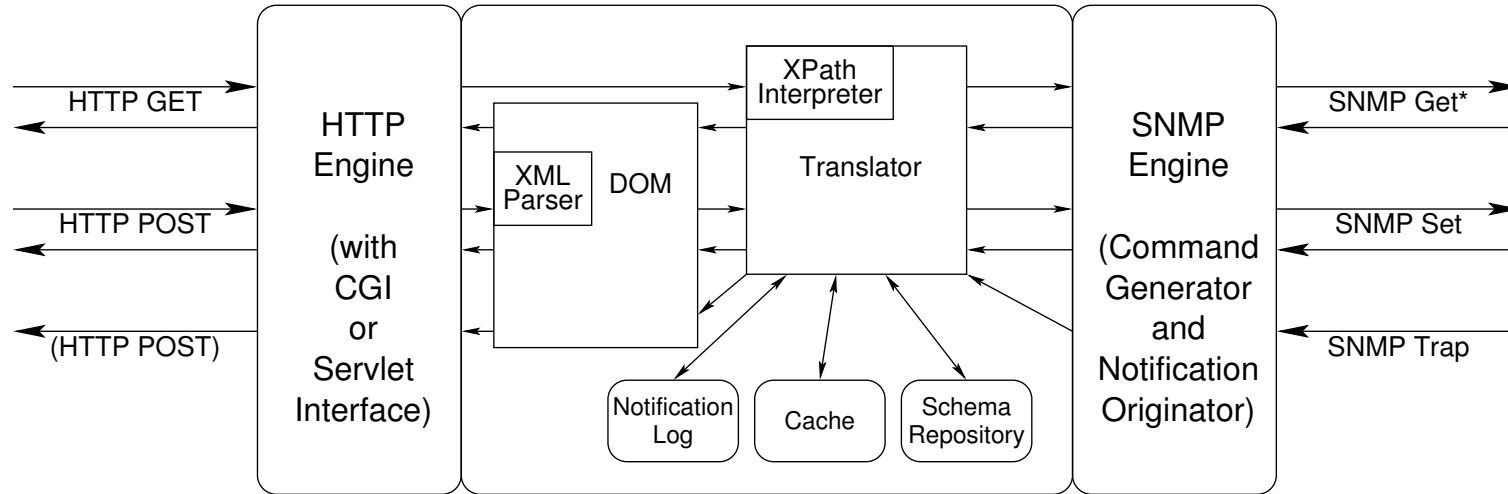 HTTP GET
HTTP POST
(HTTP POST)
HTTP
Engine
(with
CGI
or
Servlet
Interface)
XML
Parser
DOM
XPath
Interpreter
Translator
Notification
Log
Cache
Schema
Repository
SNMP
Engine
(Command
Generator
and
Notification
Originator)
SNMP Get*
SNMP Set
SNMP Trap